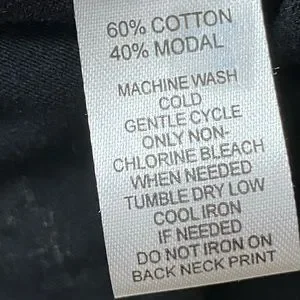 60% COTTON
40% MODAL
MACHINE WASH
COLD
GENTLE CYCLE
ONLY NON-
CHLORINE BLEACH
WHEN NEEDED
TUMBLE DRY LOW
COOL IRON
IF NEEDED
DO NOT IRON ON
BACK NECK PRINT